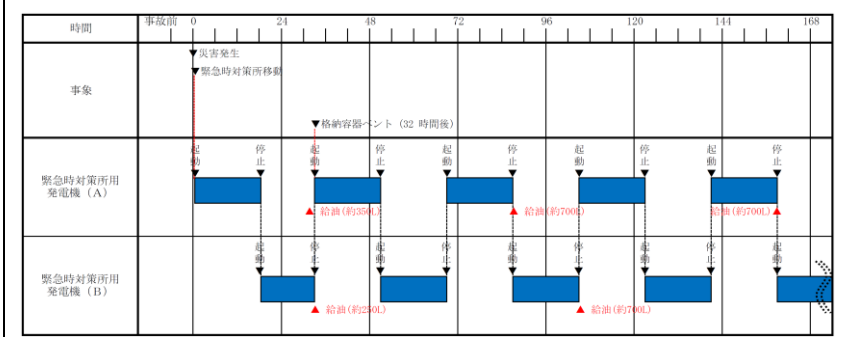 時間
事故前 0 24 48 72 96 120 144 168
事象
▼災害発生
▼緊急時対策所移動
▼格納容器ベント(32 時間後)
緊急時対策所用
発電機(A)
起動 停止 起動 停止 起動 停止 起動 停止 起動 停止
▲ 給油(約350L) ▲ 給油(約700L) 給油(約700L) ▲
緊急時対策所用
発電機(B)
起動 停止 起動 停止 起動 停止 起動 停止 起動
▲ 給油(約250L) ▲ 給油(約700L)